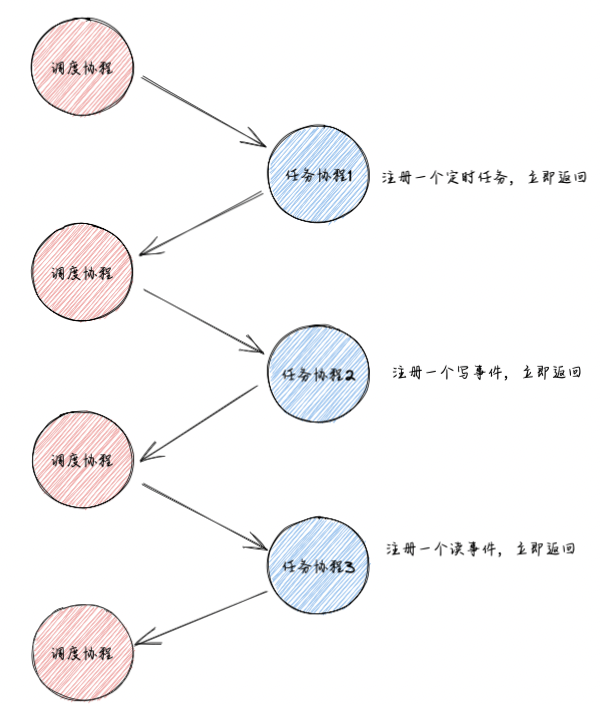 调度协程
任务协程1
注册一个定时任务，立即返回
调度协程
任务协程2
注册一个写事件，立即返回
调度协程
任务协程3
注册一个读事件，立即返回
调度协程